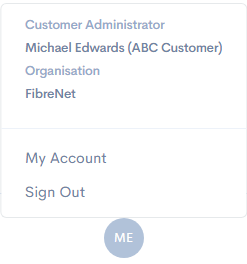 Customer Administrator
Michael Edwards (ABC Customer)
Organisation
FibreNet
My Account
Sign Out
ME